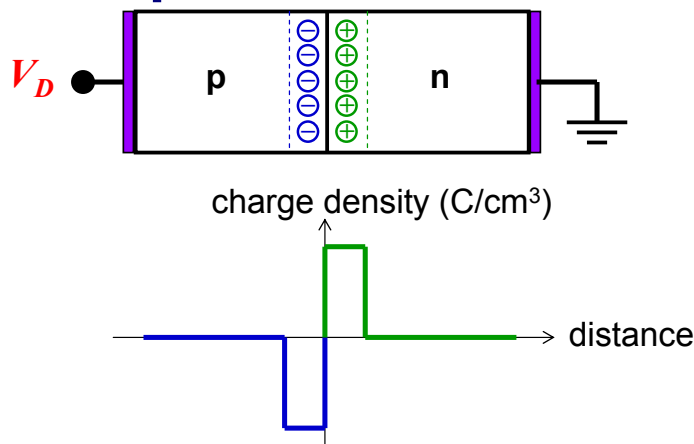 V_D
p
n
− +
− +
− +
− +
− +
charge density (C/cm³)
distance